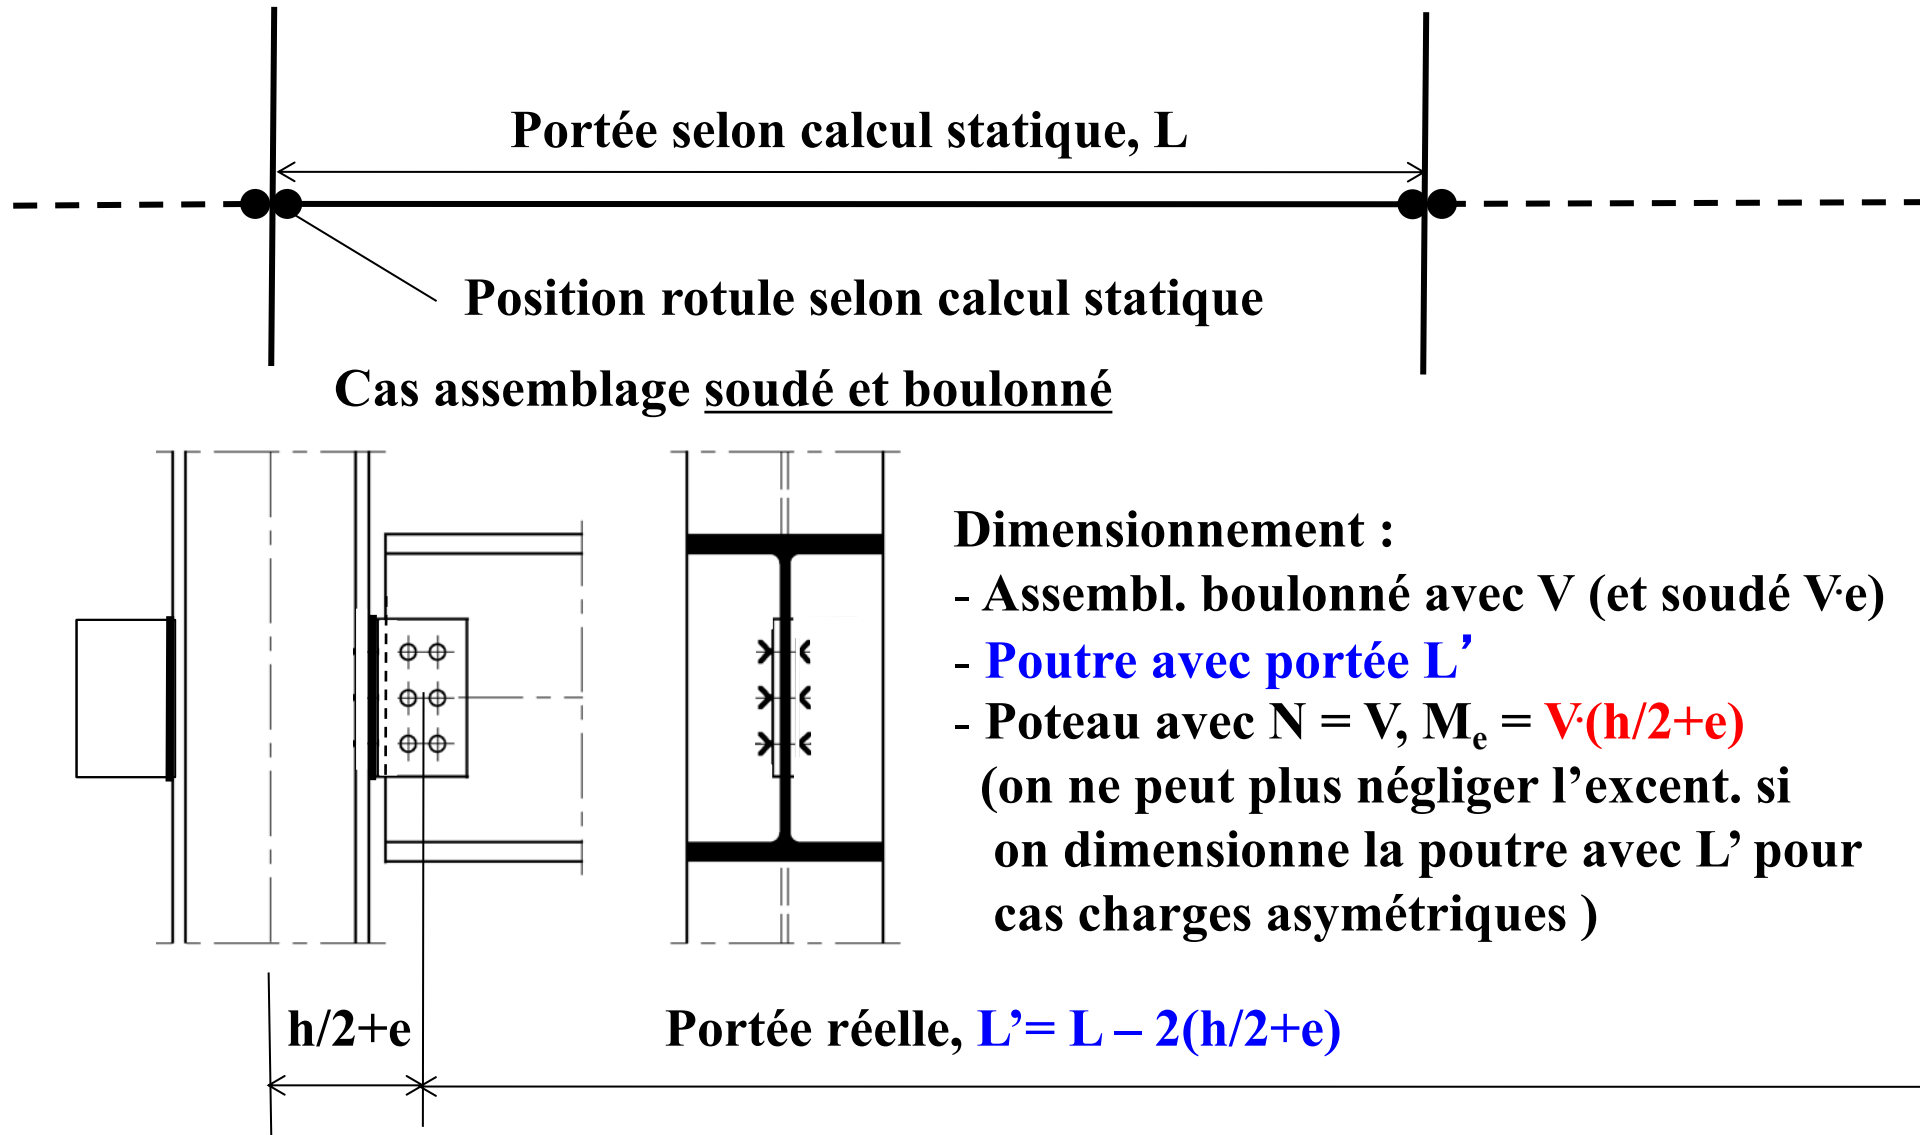 Portée selon calcul statique, L
Position rotule selon calcul statique
Cas assemblage soudé et boulonné
Dimensionnement :
- Assembl. boulonné avec V (et soudé V·e)
- Poutre avec portée L’
- Poteau avec N = V, Me = V·(h/2+e)
(on ne peut plus négliger l’excent. si
on dimensionne la poutre avec L’ pour
cas charges asymétriques )
h/2+e
Portée réelle, L’= L – 2(h/2+e)